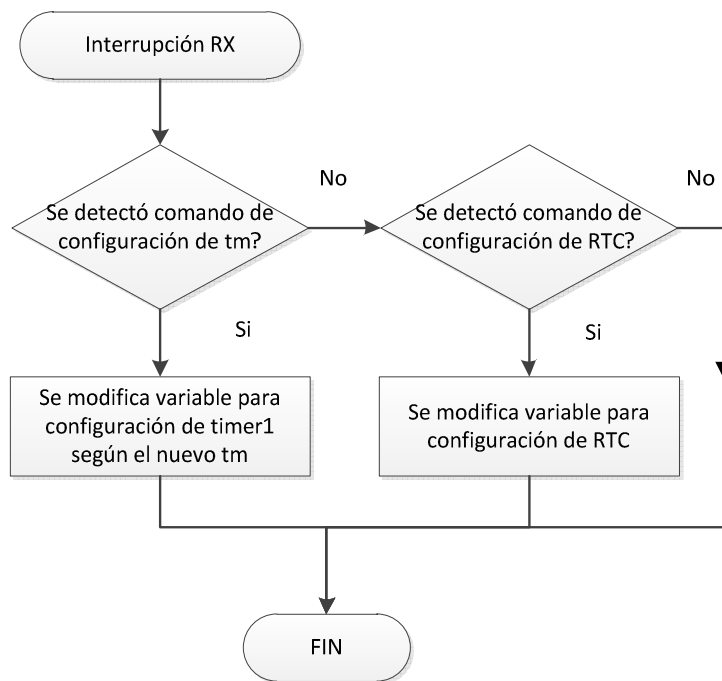 Interrupción RX
No
No
Se detectó comando de
configuración de tm?
Se detectó comando de
configuración de RTC?
Si
Si
Se modifica variable para
configuración de timer1
según el nuevo tm
Se modifica variable para
configuración de RTC
FIN